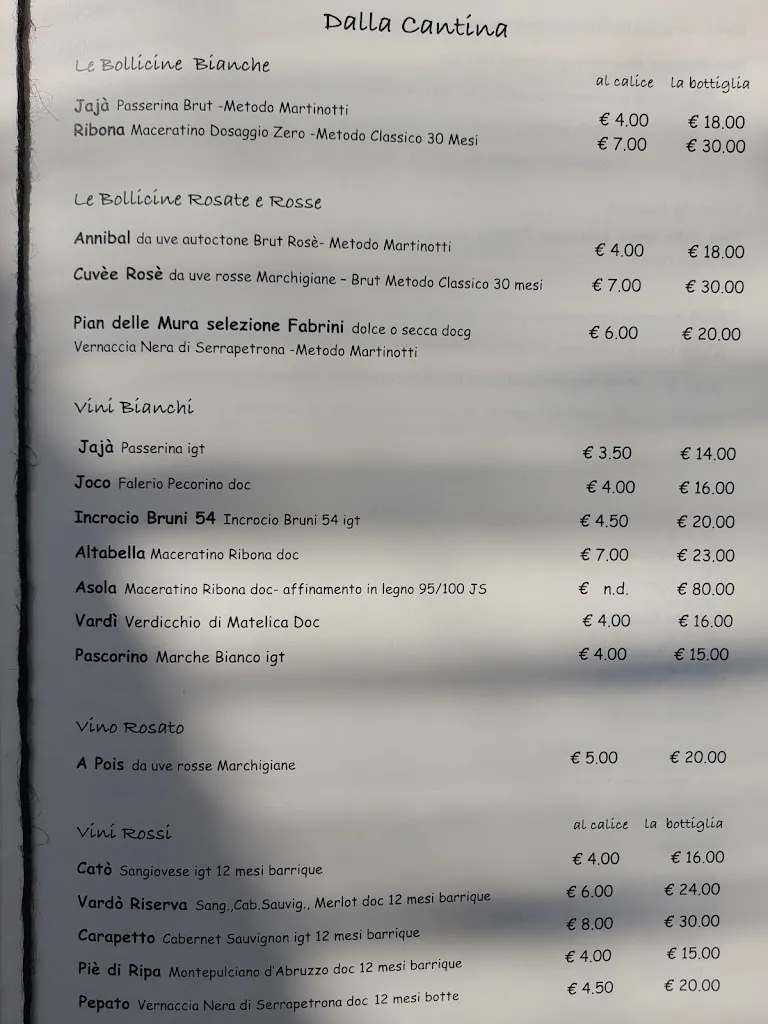 Dalla Cantina
Le Bollicine Bianche
al calice la bottiglia
Jajà Passerina Brut -Metodo Martinotti € 4.00 € 18.00
Ribona Maceratino Dosaggio Zero -Metodo Classico 30 Mesi € 7.00 € 30.00
Le Bollicine Rosate e Rosse
Annibal da uve autoctone Brut Rosè- Metodo Martinotti € 4.00 € 18.00
Cuvèe Rosè da uve rosse Marchigiane - Brut Metodo Classico 30 mesi € 7.00 € 30.00
Pian delle Mura selezione Fabrini dolce o secca docg € 6.00 € 20.00
Vernaccia Nera di Serrapetrona -Metodo Martinotti
Vini Bianchi
Jajà Passerina igt € 3.50 € 14.00
Joco Falerio Pecorino doc € 4.00 € 16.00
Incrocio Bruni 54 Incrocio Bruni 54 igt € 4.50 € 20.00
Altabella Maceratino Ribona doc € 7.00 € 23.00
Asola Maceratino Ribona doc- affinamento in legno 95/100 JS € n.d. € 80.00
Vardì Verdicchio di Matelica Doc € 4.00 € 16.00
Pascorino Marche Bianco igt € 4.00 € 15.00
Vino Rosato
A Pois da uve rosse Marchigiane € 5.00 € 20.00
Vini Rossi
al calice la bottiglia
Catò Sangiovese igt 12 mesi barrique € 4.00 € 16.00
Vardò Riserva Sang.,Cab.Sauvig., Merlot doc 12 mesi barrique € 6.00 € 24.00
Carapetto Cabernet Sauvignon igt 12 mesi barrique € 8.00 € 30.00
Piè di Ripa Montepulciano d'Abruzzo doc 12 mesi barrique € 4.00 € 15.00
Pepato Vernaccia Nera di Serrapetrona doc 12 mesi botte € 4.50 € 20.00